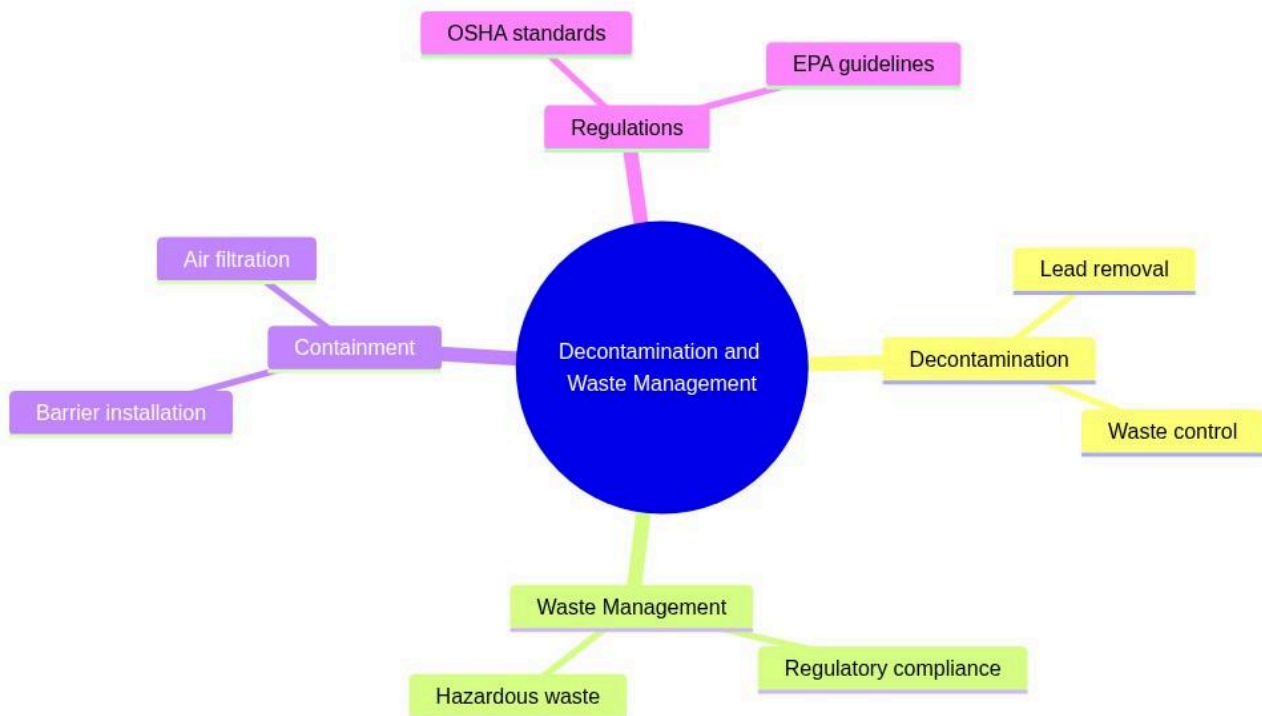 OSHA standards
EPA guidelines
Regulations
Air filtration
Containment
Barrier installation
Decontamination and
Waste Management
Lead removal
Decontamination
Waste control
Waste Management
Regulatory compliance
Hazardous waste